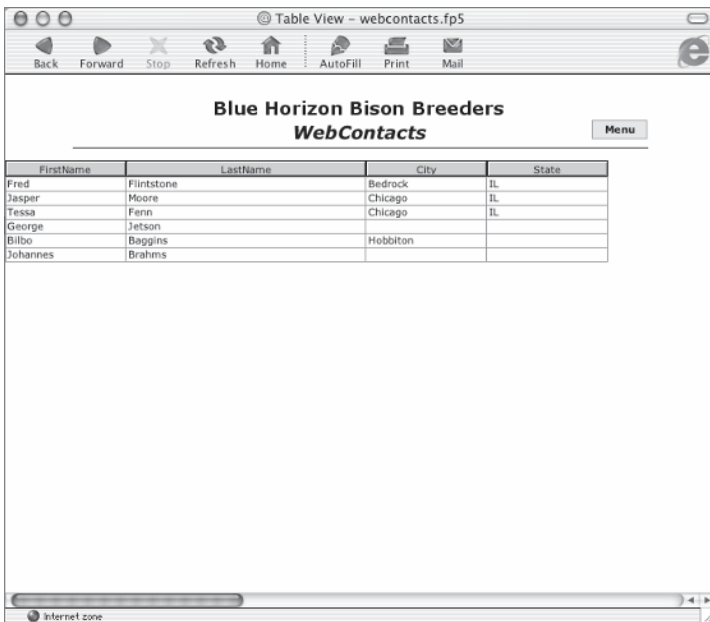 @ Table View – webcontacts.fp5
Back Forward Stop Refresh Home AutoFill Print Mail
Blue Horizon Bison Breeders
WebContacts
Menu
FirstName LastName City State
Fred Flintstone Bedrock IL
Jasper Moore Chicago IL
Tessa Fenn Chicago IL
George Jetson
Bilbo Baggins Hobbiton
Johannes Brahms
Internet zone